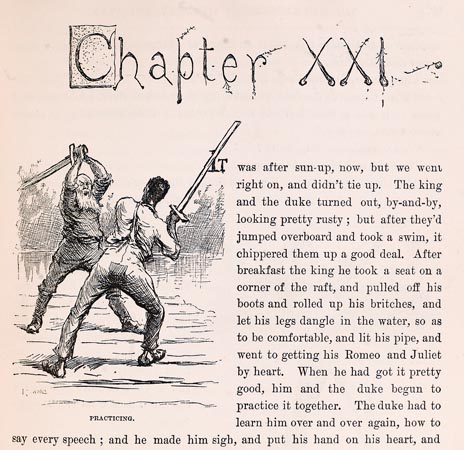 Chapter XXI
IT was after sun-up, now, but we went
right on, and didn't tie up. The king
and the duke turned out, by-and-by,
looking pretty rusty; but after they'd
jumped overboard and took a swim, it
chippered them up a good deal. After
breakfast the king he took a seat on a
corner of the raft, and pulled off his
boots and rolled up his britches, and
let his legs dangle in the water, so as
to be comfortable, and lit his pipe, and
went to getting his Romeo and Juliet
by heart. When he had got it pretty
good, him and the duke begun to
practice it together. The duke had to
learn him over and over again, how to
say every speech; and he made him sigh, and put his hand on his heart, and
PRACTICING.